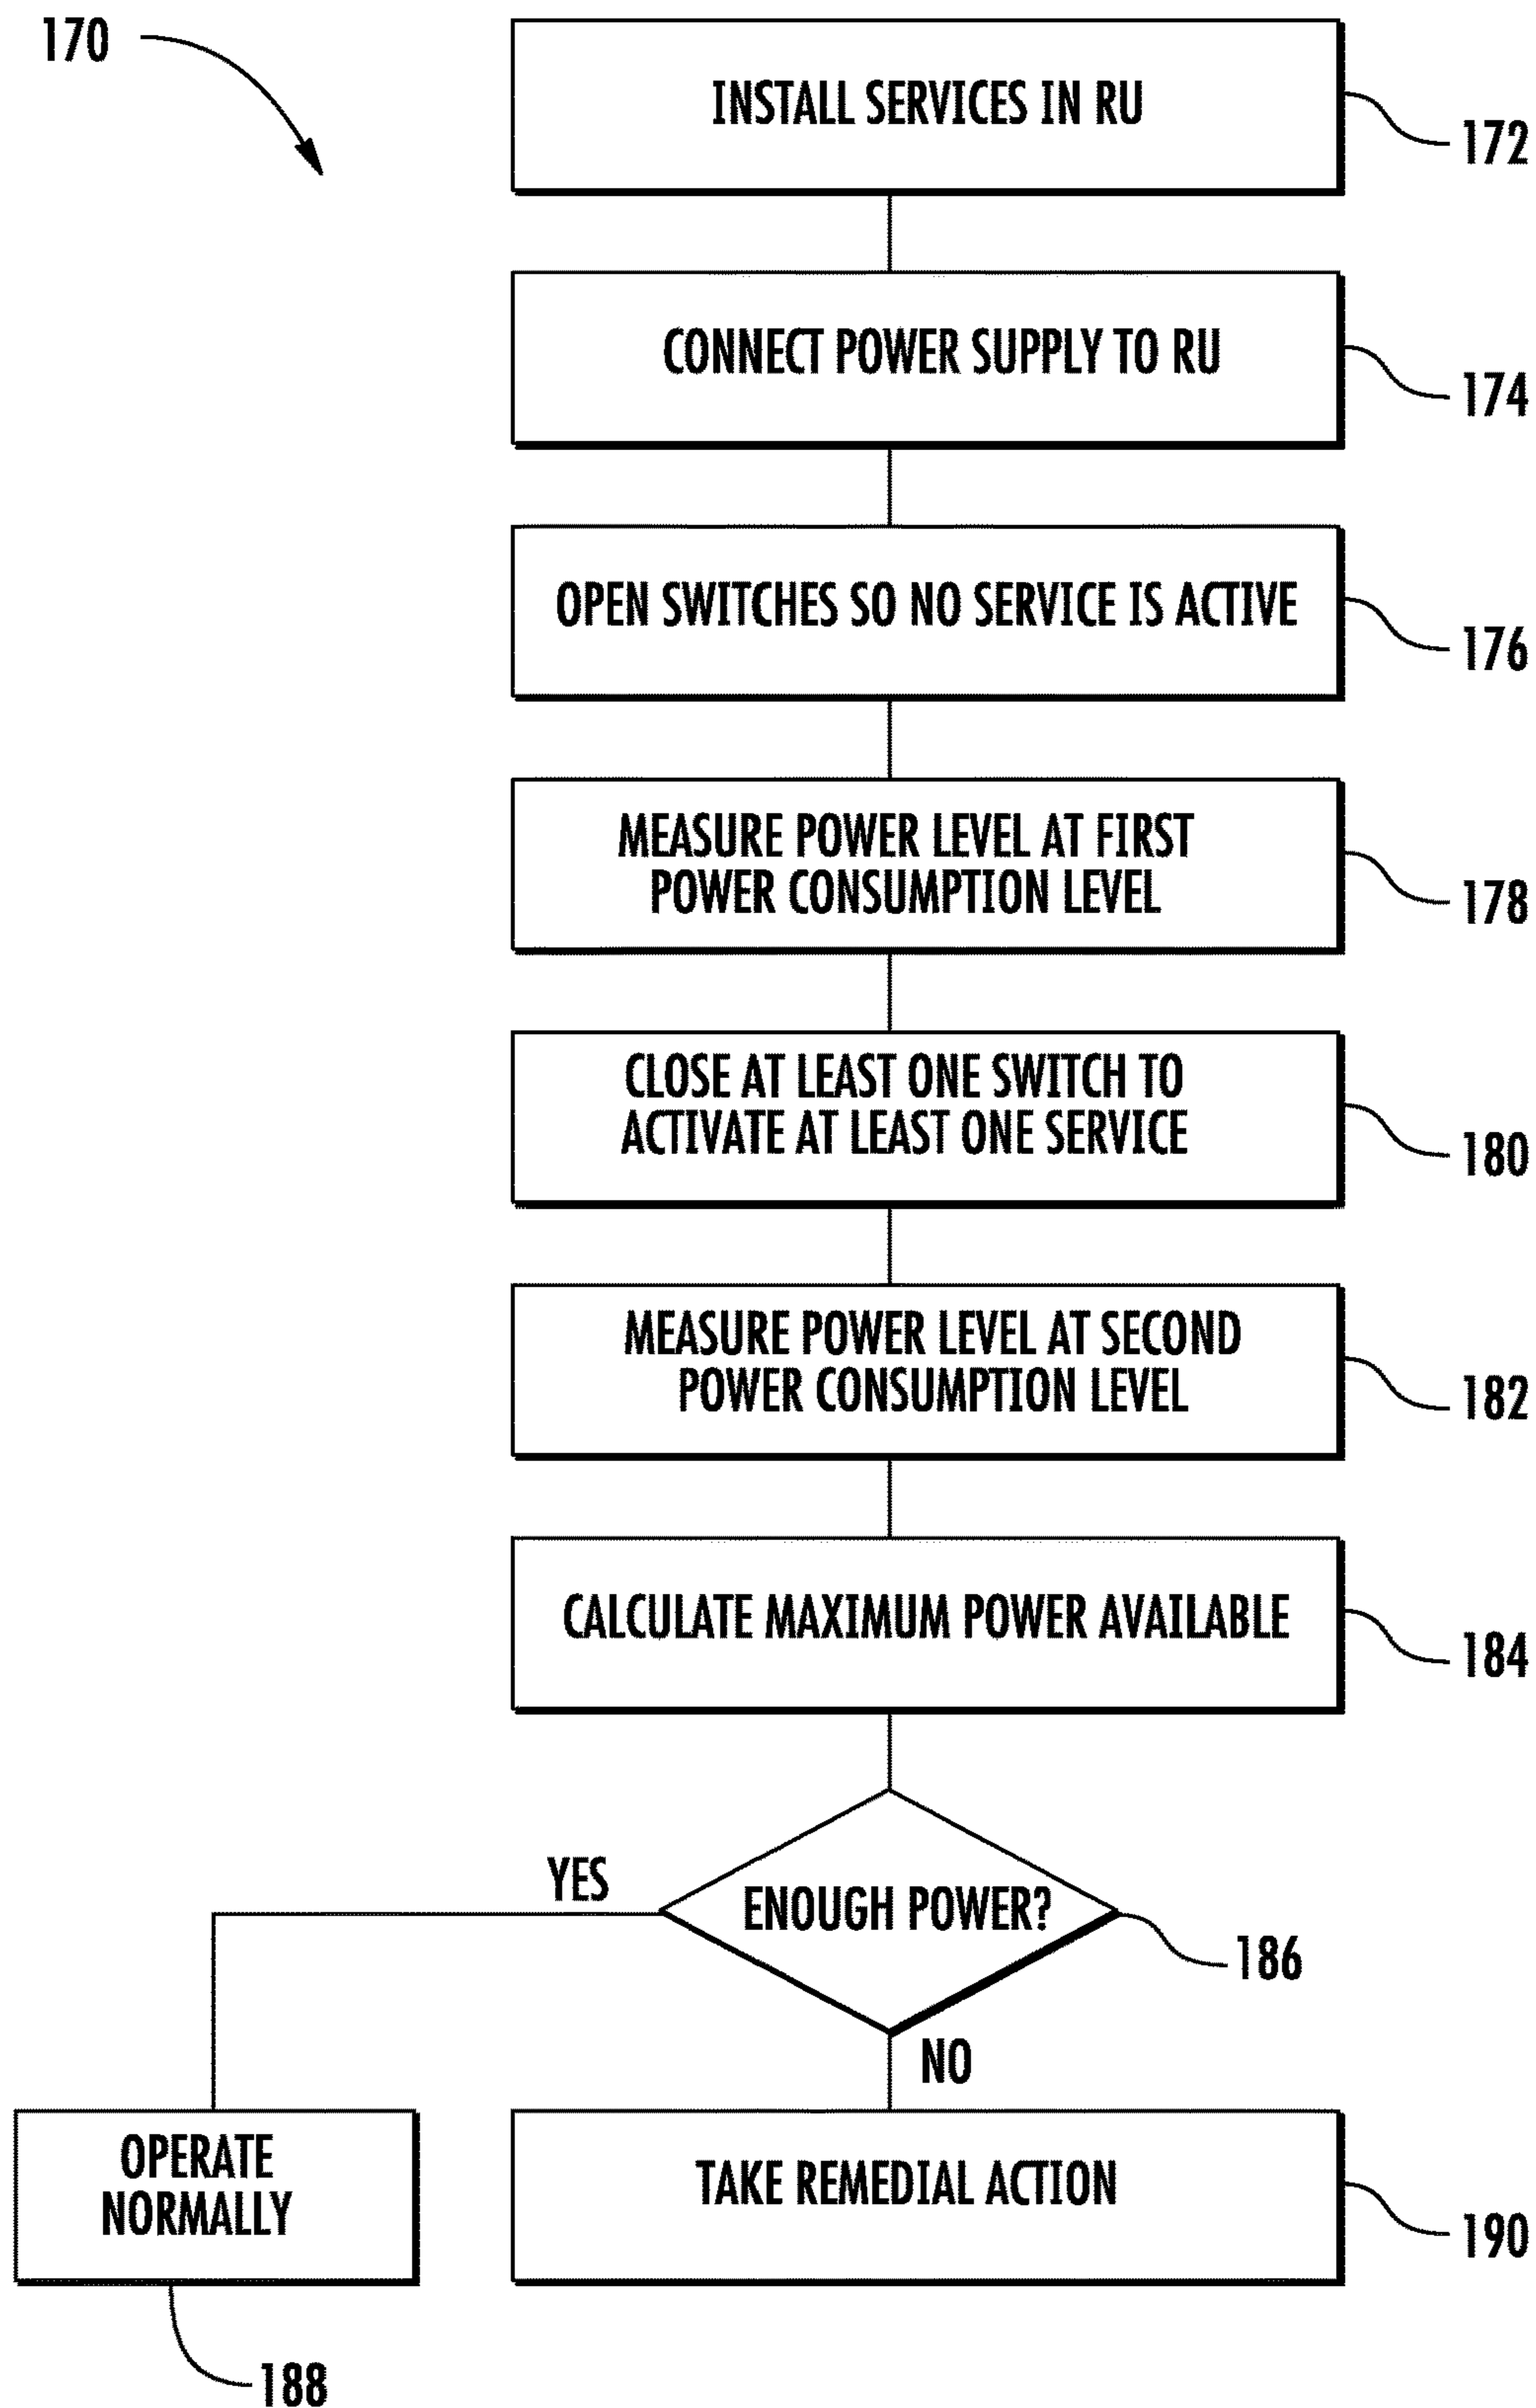 170
INSTALL SERVICES IN RU
172
CONNECT POWER SUPPLY TO RU
174
OPEN SWITCHES SO NO SERVICE IS ACTIVE
176
MEASURE POWER LEVEL AT FIRST
POWER CONSUMPTION LEVEL
178
CLOSE AT LEAST ONE SWITCH TO
ACTIVATE AT LEAST ONE SERVICE
180
MEASURE POWER LEVEL AT SECOND
POWER CONSUMPTION LEVEL
182
CALCULATE MAXIMUM POWER AVAILABLE
184
YES
ENOUGH POWER?
186
NO
OPERATE
NORMALLY
188
TAKE REMEDIAL ACTION
190